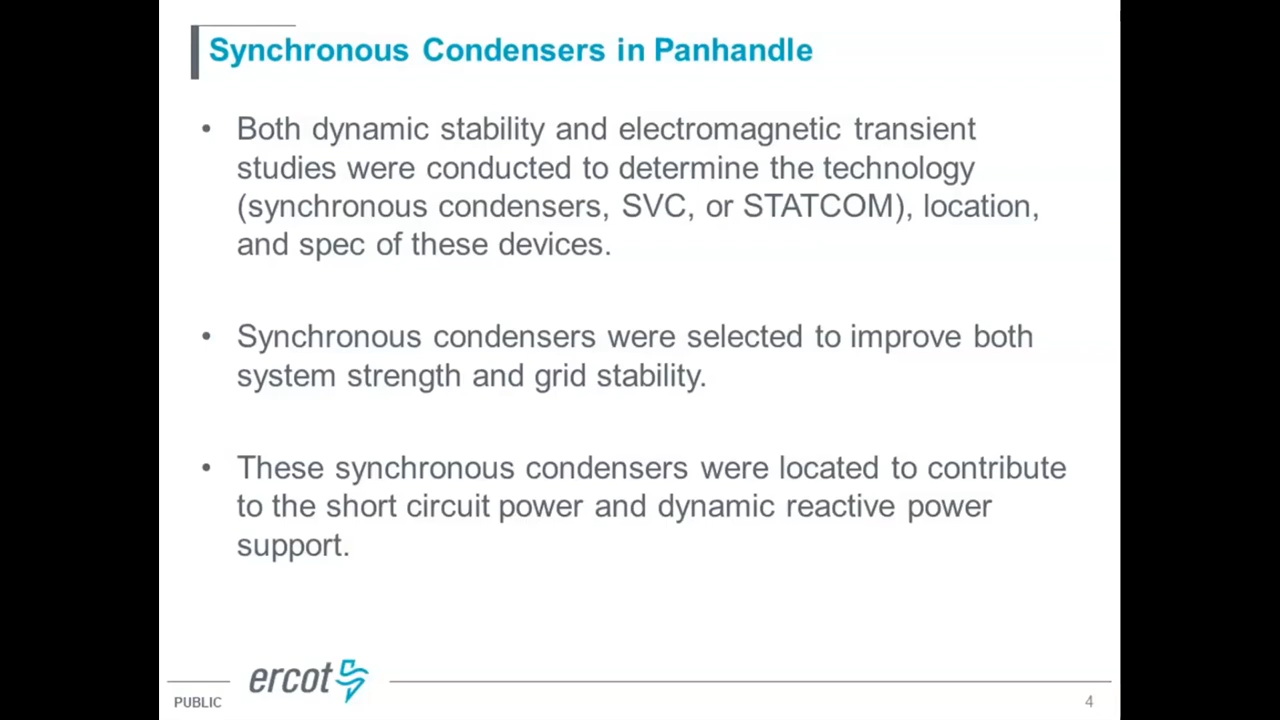 Synchronous Condensers in Panhandle
• Both dynamic stability and electromagnetic transient
studies were conducted to determine the technology
(synchronous condensers, SVC, or STATCOM), location,
and spec of these devices.
• Synchronous condensers were selected to improve both
system strength and grid stability.
• These synchronous condensers were located to contribute
to the short circuit power and dynamic reactive power
support.
ercot
PUBLIC
4